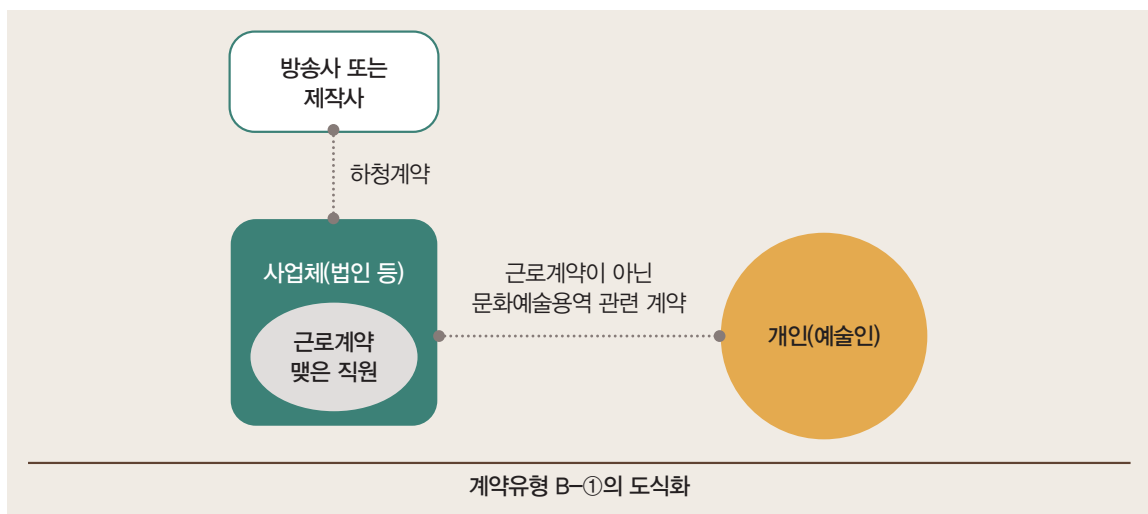 방송사 또는
제작사
하청계약
사업체(법인 등)
근로계약
맺은 직원
근로계약이 아닌
문화예술용역 관련 계약
개인(예술인)
계약유형 B–①의 도식화